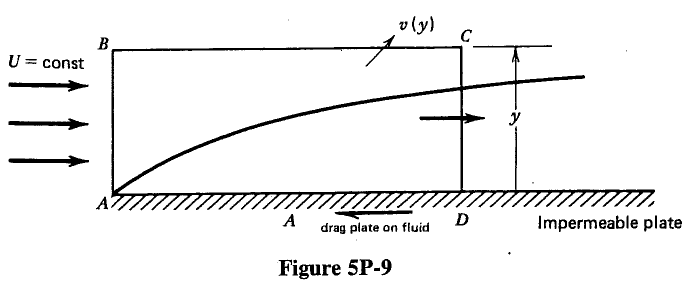 v(y)
B
C
U = const
y
A
A
drag plate on fluid
D
Impermeable plate
Figure 5P-9